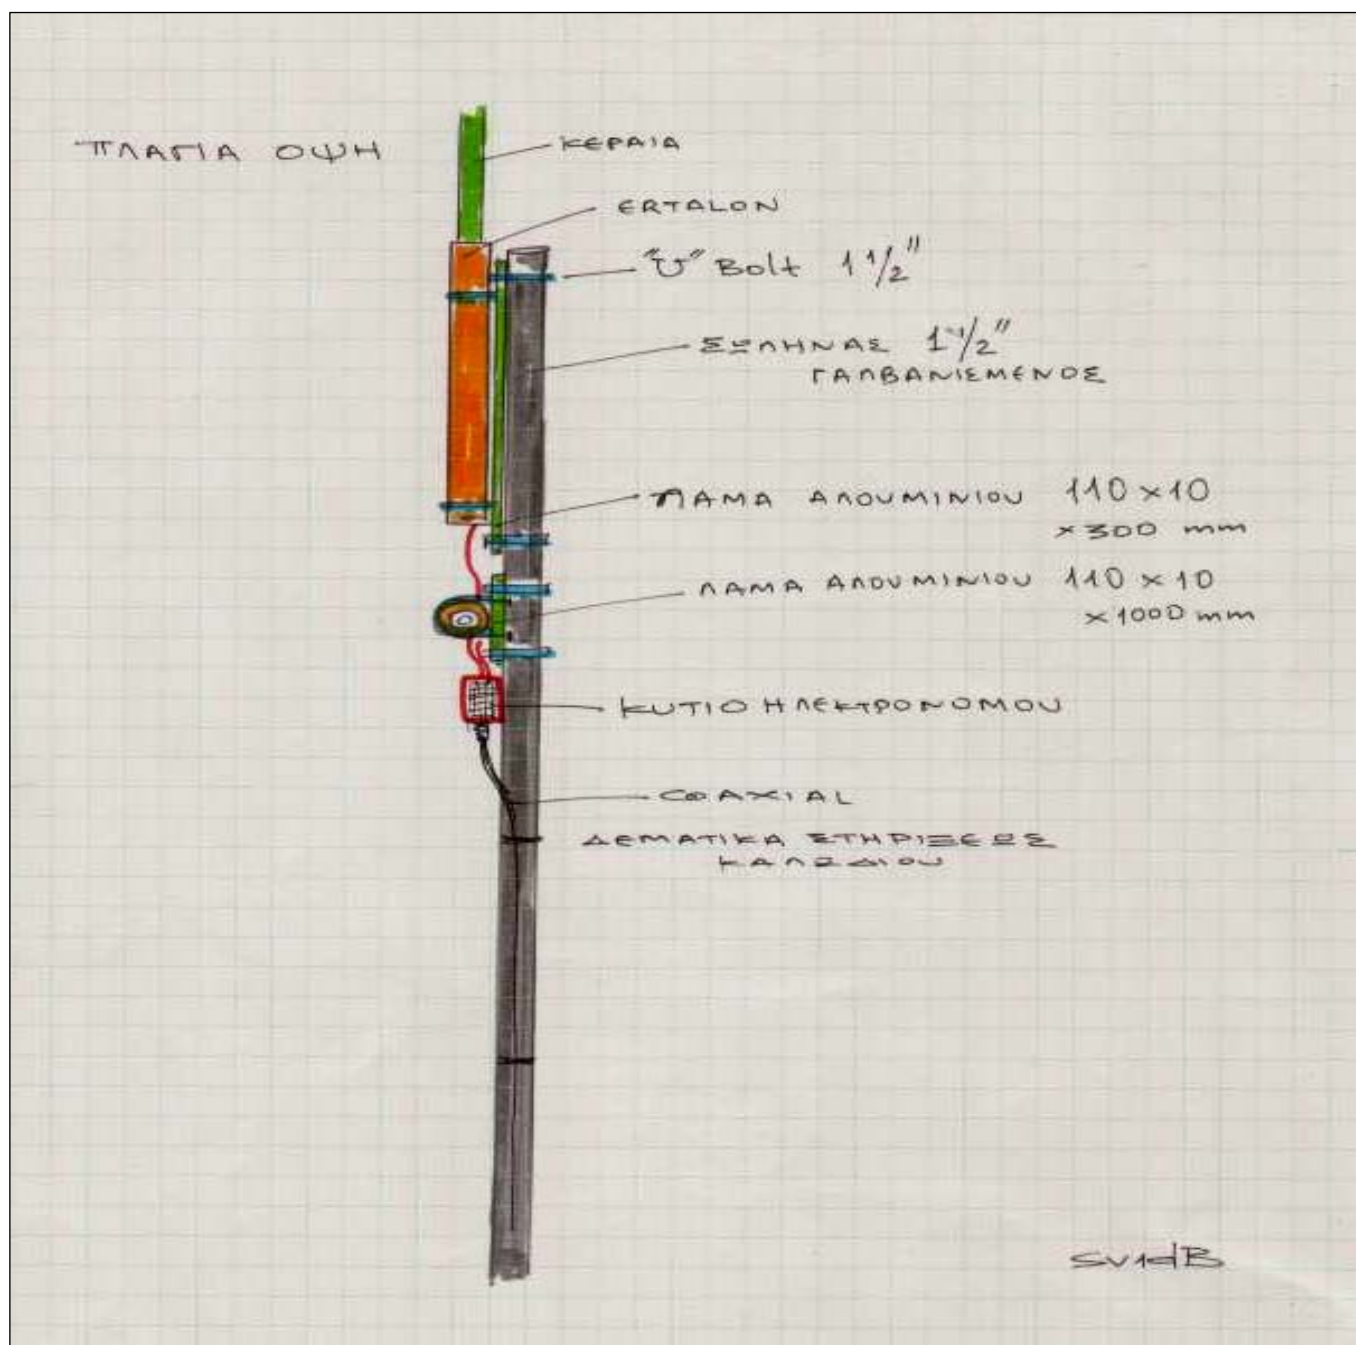 ΠΛΑΓΙΑ ΟΨΗ
ΚΕΡΑΙΑ
ERTALON
"U" Bolt 1 1/2"
ΣΩΛΗΝΑΣ 1 1/2"
ΓΑΛΒΑΝΙΣΜΕΝΟΣ
ΛΑΜΑ ΑΛΟΥΜΙΝΙΟΥ 110 x 10
x 300 mm
ΛΑΜΑ ΑΛΟΥΜΙΝΙΟΥ 110 x 10
x 1000 mm
ΚΥΤΙΟ ΗΛΕΚΤΡΟΝΟΜΟΥ
COAXIAL
ΔΕΜΑΤΙΚΑ ΣΤΗΡΙΞΕΩΣ
ΚΑΛΩΔΙΟΥ
SV1dB